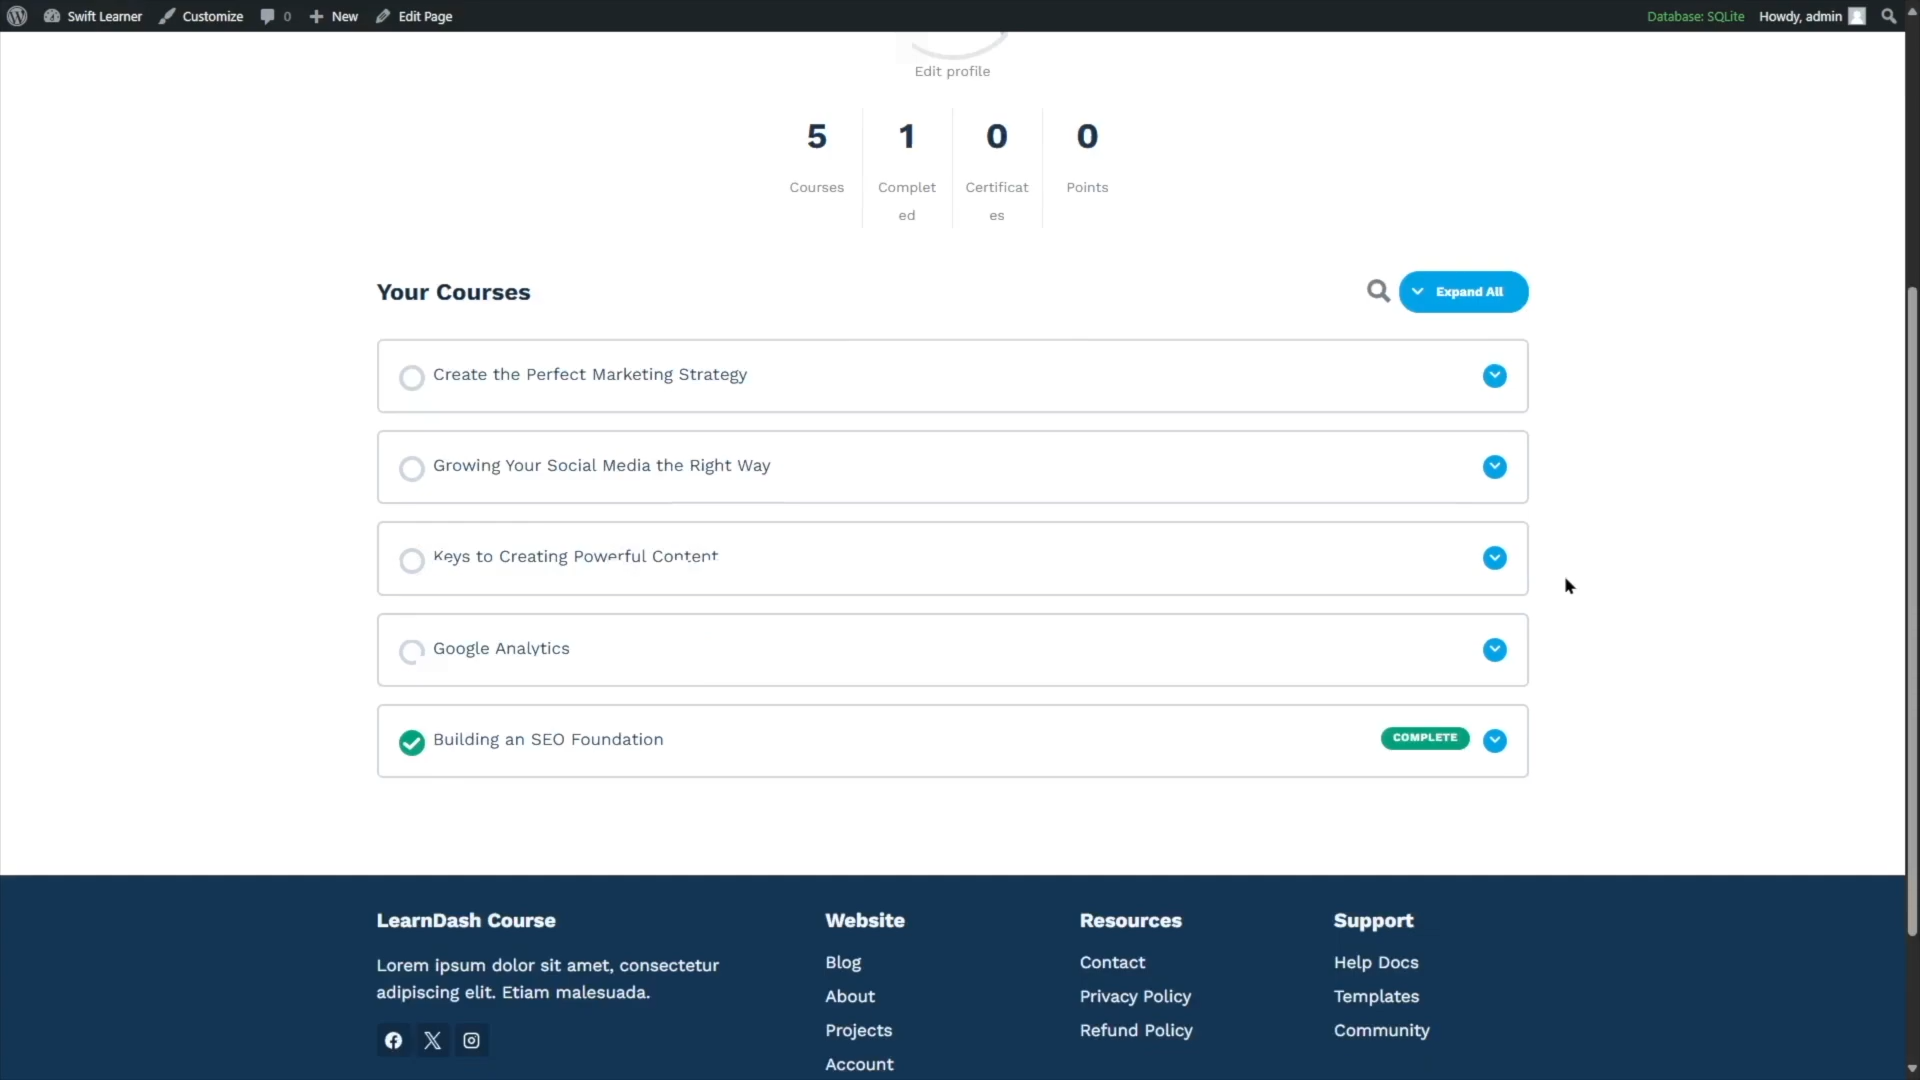 Swift Learner Customize 0 New Edit Page Database: SQLite Howdy, admin
Edit profile
5 1 0 0
Courses Complet Certificat Points
ed es
Your Courses Expand All
Create the Perfect Marketing Strategy
Growing Your Social Media the Right Way
Keys to Creating Powerful Content
Google Analytics
Building an SEO Foundation COMPLETE
LearnDash Course
Lorem ipsum dolor sit amet, consectetur
adipiscing elit. Etiam malesuada.
Website
Blog
About
Projects
Account
Resources
Contact
Privacy Policy
Refund Policy
Support
Help Docs
Templates
Community